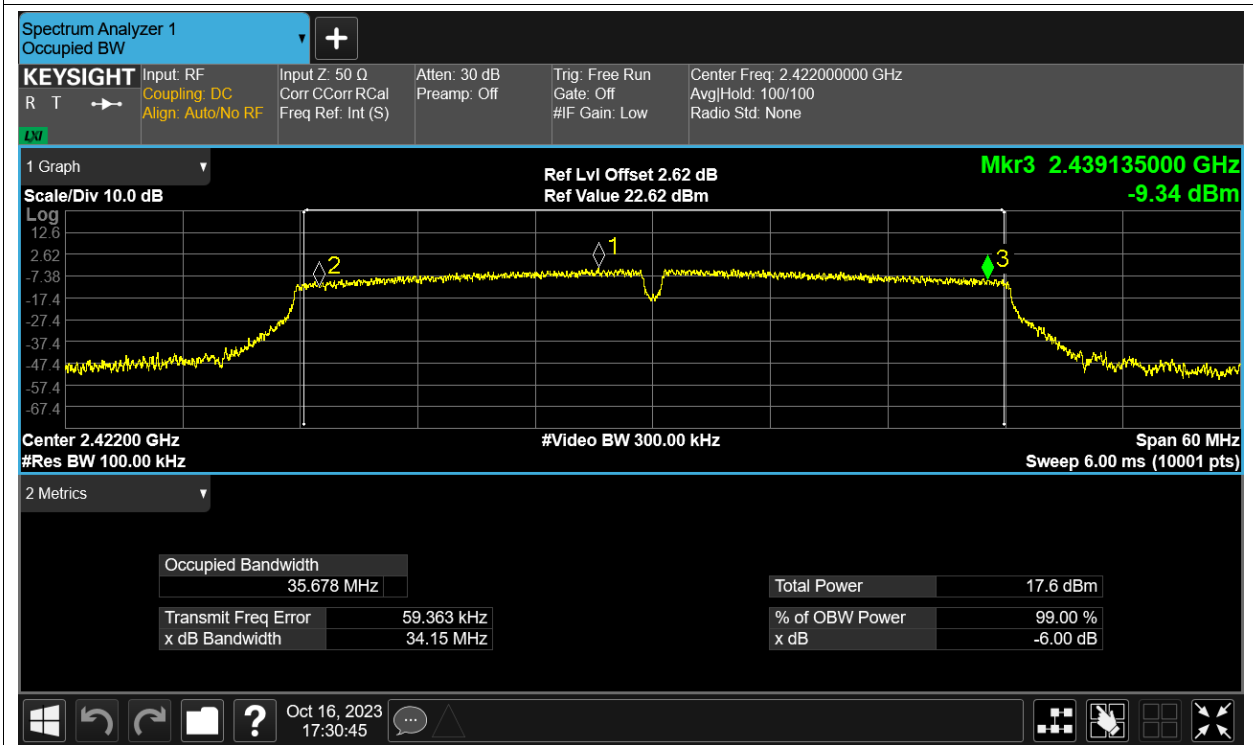 Spectrum Analyzer 1
Occupied BW
KEYSIGHT
R T
LXI
Input: RF
Coupling: DC
Align: Auto/No RF
Input Z: 50 Ω
Corr CCorr RCal
Freq Ref: Int (S)
Atten: 30 dB
Preamp: Off
Trig: Free Run
Gate: Off
#IF Gain: Low
Center Freq: 2.422000000 GHz
Avg|Hold: 100/100
Radio Std: None
1 Graph
Scale/Div 10.0 dB
Ref Lvl Offset 2.62 dB
Ref Value 22.62 dBm
Mkr3 2.439135000 GHz
-9.34 dBm
Log
12.6
2.62
-7.38
-17.4
-27.4
-37.4
-47.4
-57.4
-67.4
2
1
3
Center 2.42200 GHz
#Res BW 100.00 kHz
#Video BW 300.00 kHz
Span 60 MHz
Sweep 6.00 ms (10001 pts)
2 Metrics
Occupied Bandwidth
35.678 MHz
Transmit Freq Error 59.363 kHz
x dB Bandwidth 34.15 MHz
Total Power 17.6 dBm
% of OBW Power 99.00 %
x dB -6.00 dB
?
Oct 16, 2023
17:30:45